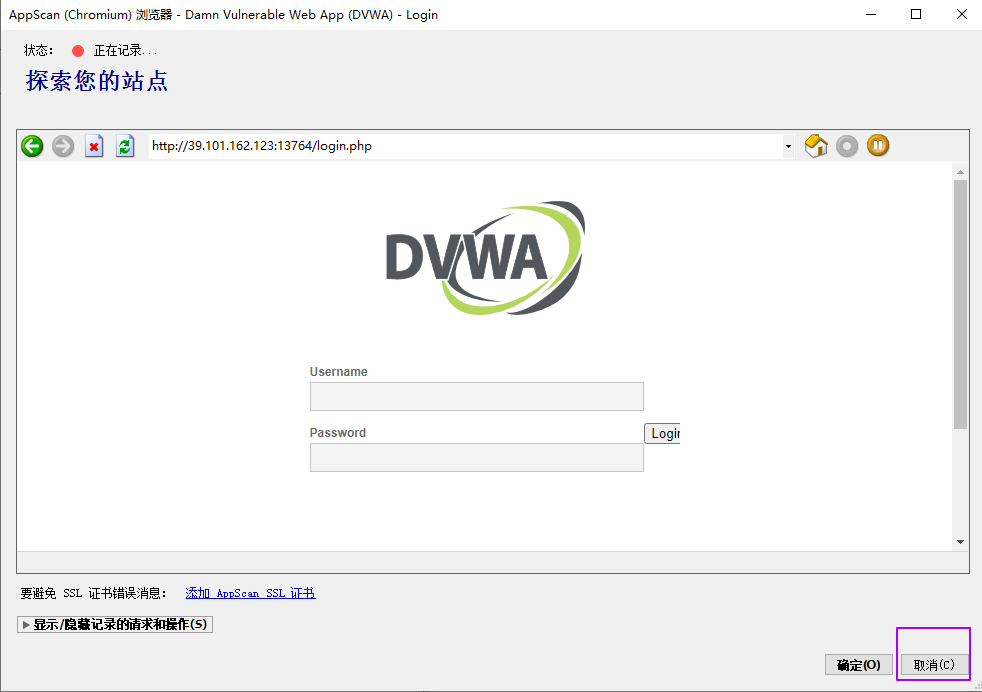 AppScan (Chromium) 浏览器 - Damn Vulnerable Web App (DVWA) - Login
状态： 正在记录...
探索您的站点
http://39.101.162.123:13764/login.php
DVWA
Username
Password
Login
要避免 SSL 证书错误消息： 添加 AppScan SSL 证书
显示/隐藏记录的请求和操作(S)
确定(O) 取消(C)